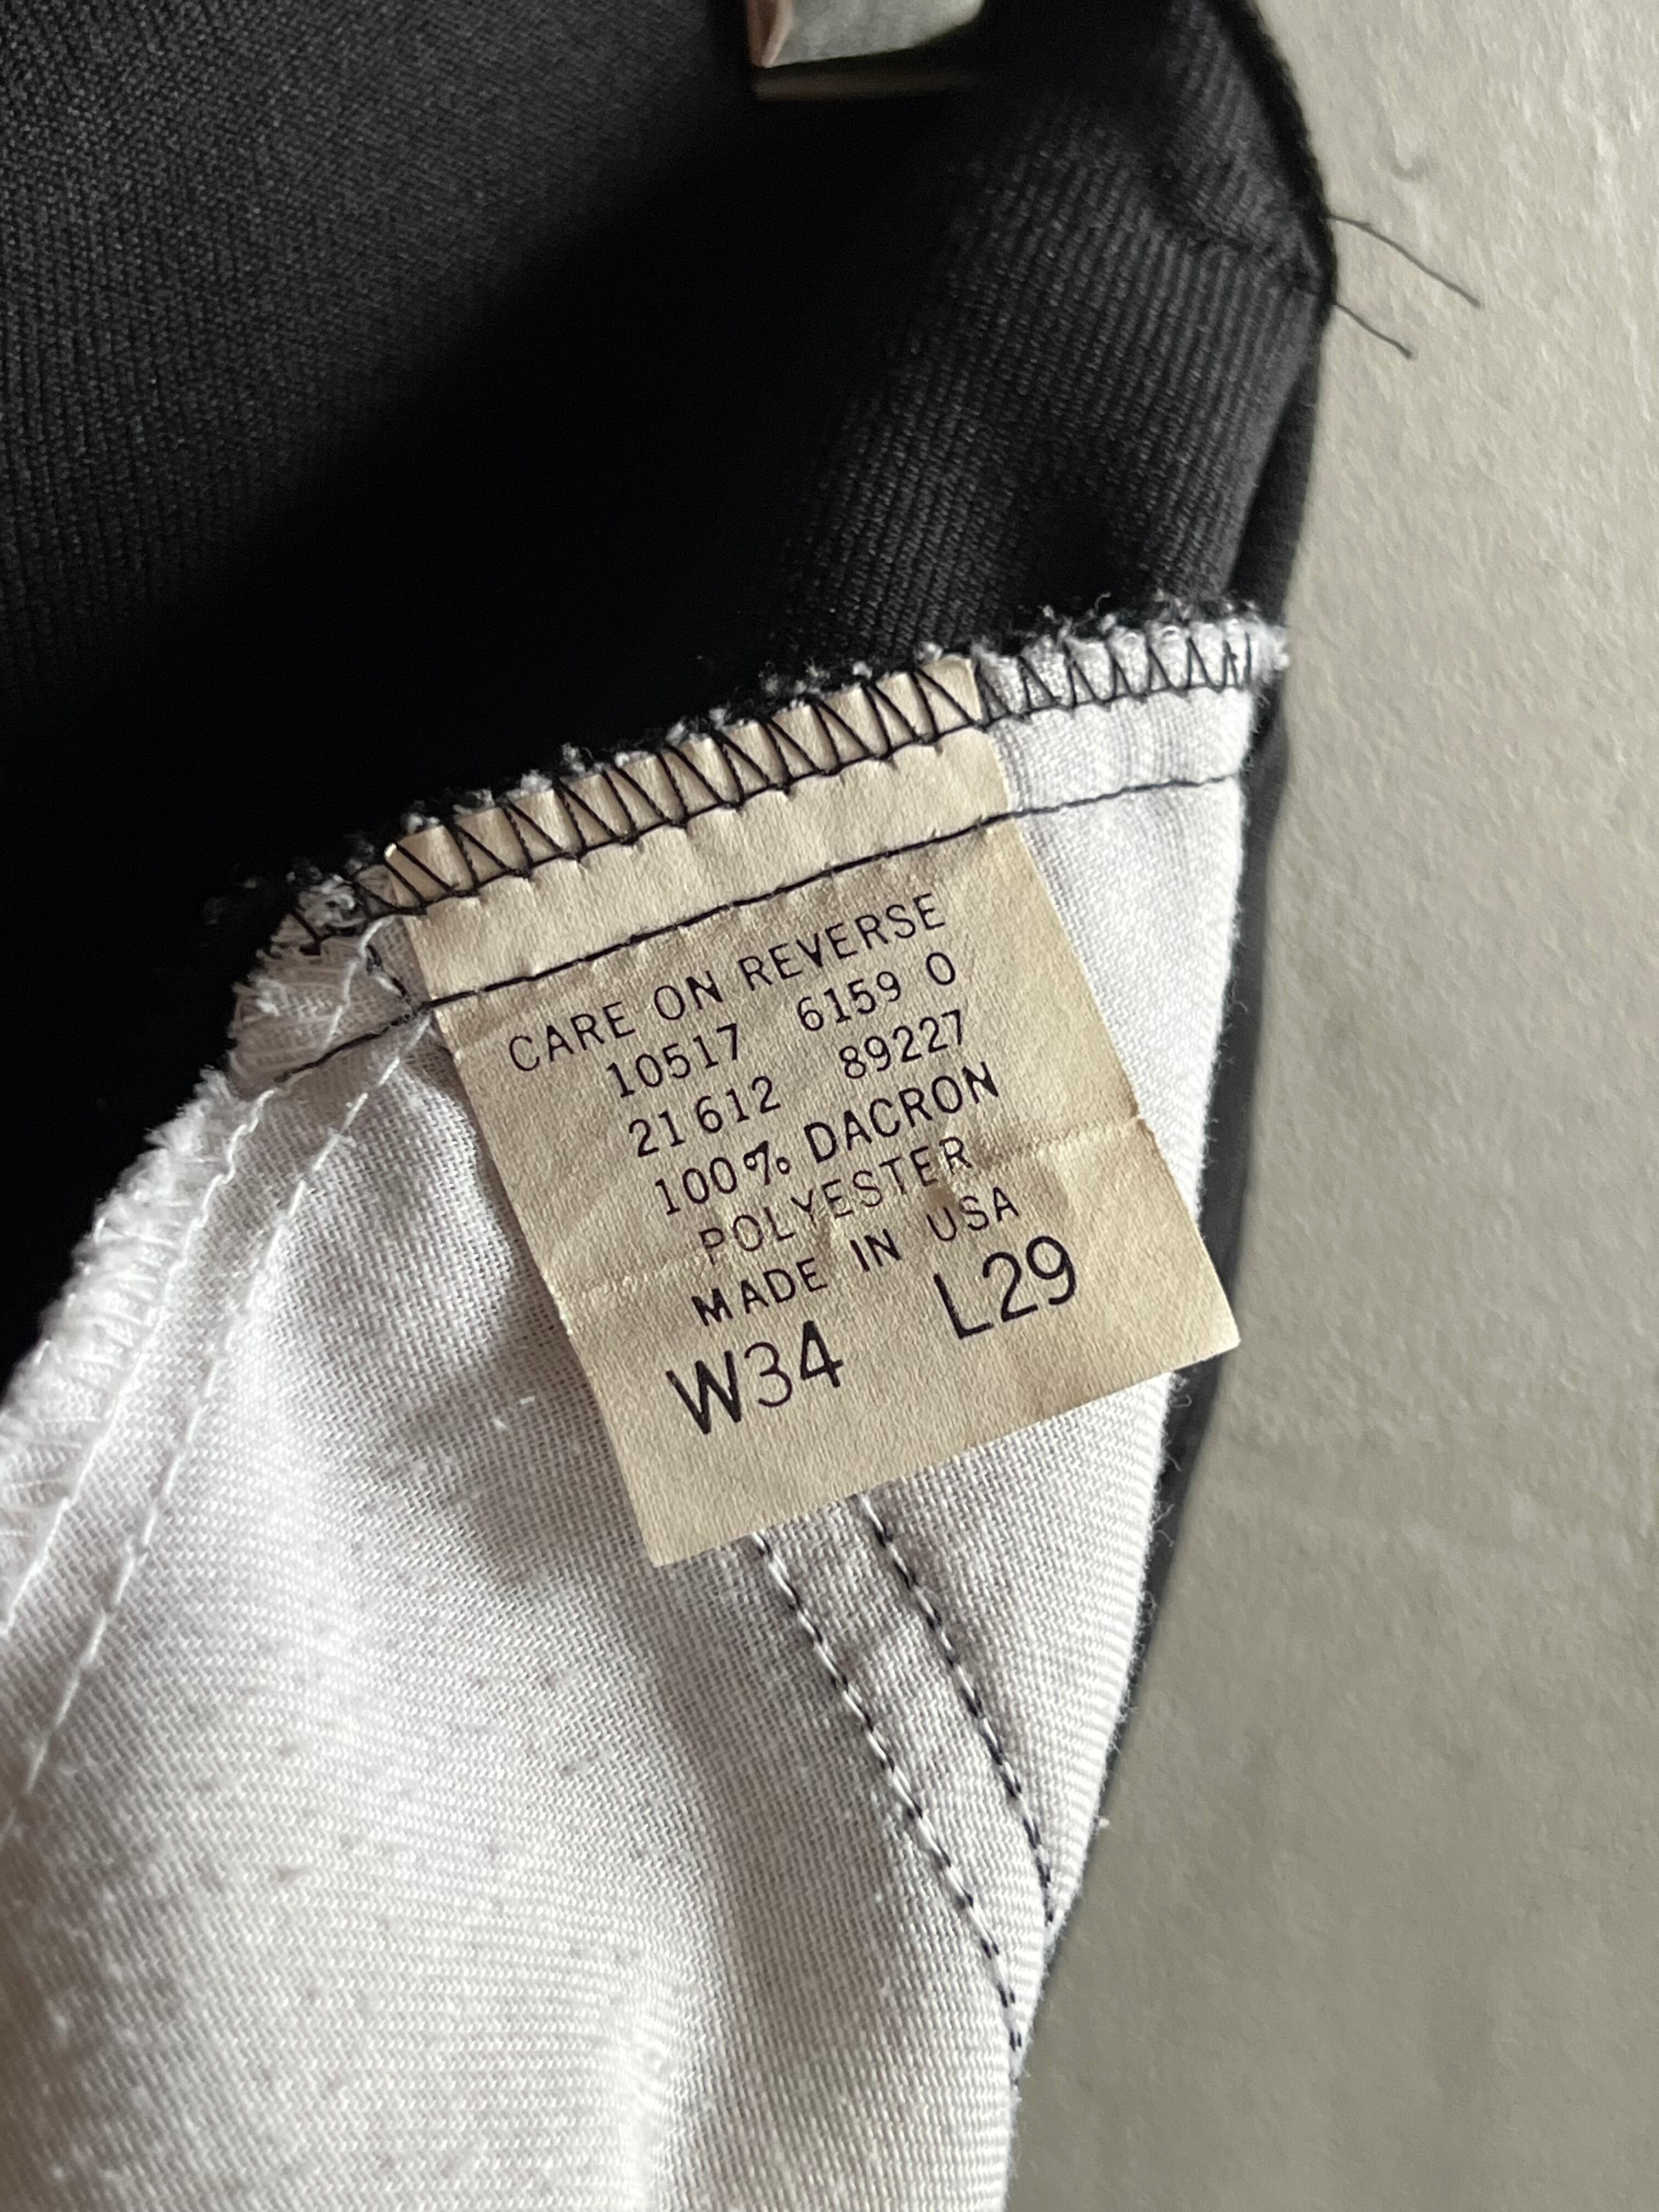 CARE ON REVERSE
10517 6159 0
21612 89227
100% DACRON
POLYESTER
MADE IN USA
W34 L29